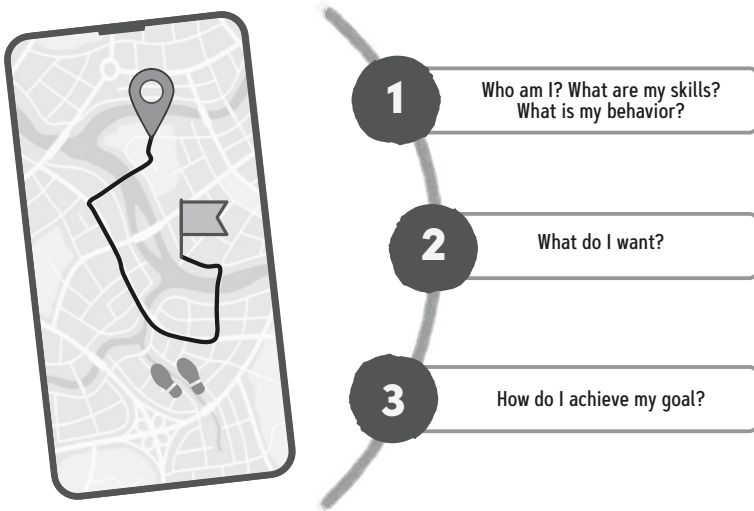 1
Who am I? What are my skills?
What is my behavior?
2
What do I want?
3
How do I achieve my goal?